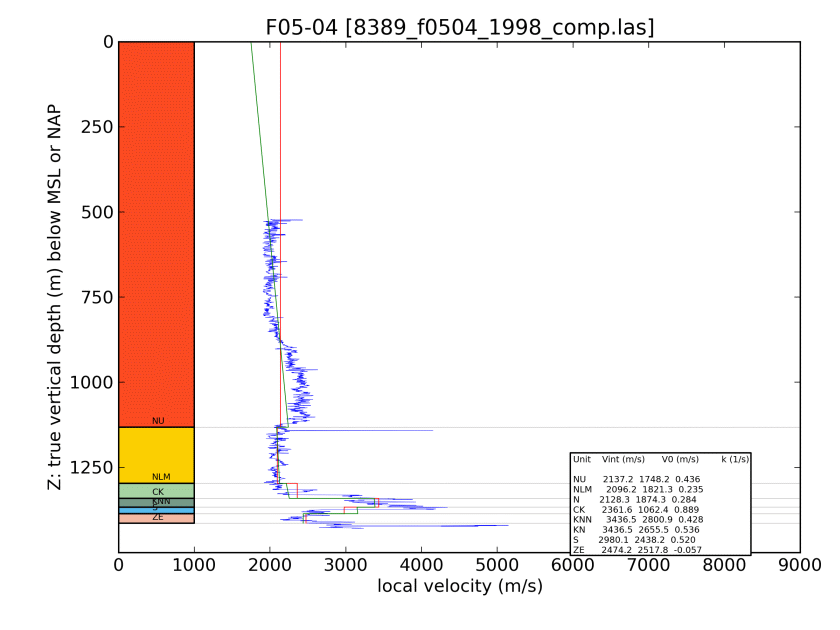 F05-04 [8389_f0504_1998_comp.las]
Z: true vertical depth (m) below MSL or NAP
0
250
500
750
1000
1250
NU
NLM
CK
KNN
S
ZE
Unit Vint (m/s) V0 (m/s) k (1/s)
NU 2137.2 1748.2 0.436
NLM 2096.2 1821.3 0.235
N 2128.3 1874.3 0.284
CK 2361.6 1062.4 0.889
KNN 3436.5 2800.9 0.428
KN 3436.5 2655.5 0.536
S 2980.1 2438.2 0.520
ZE 2474.2 2517.8 -0.057
0 1000 2000 3000 4000 5000 6000 7000 8000 9000
local velocity (m/s)